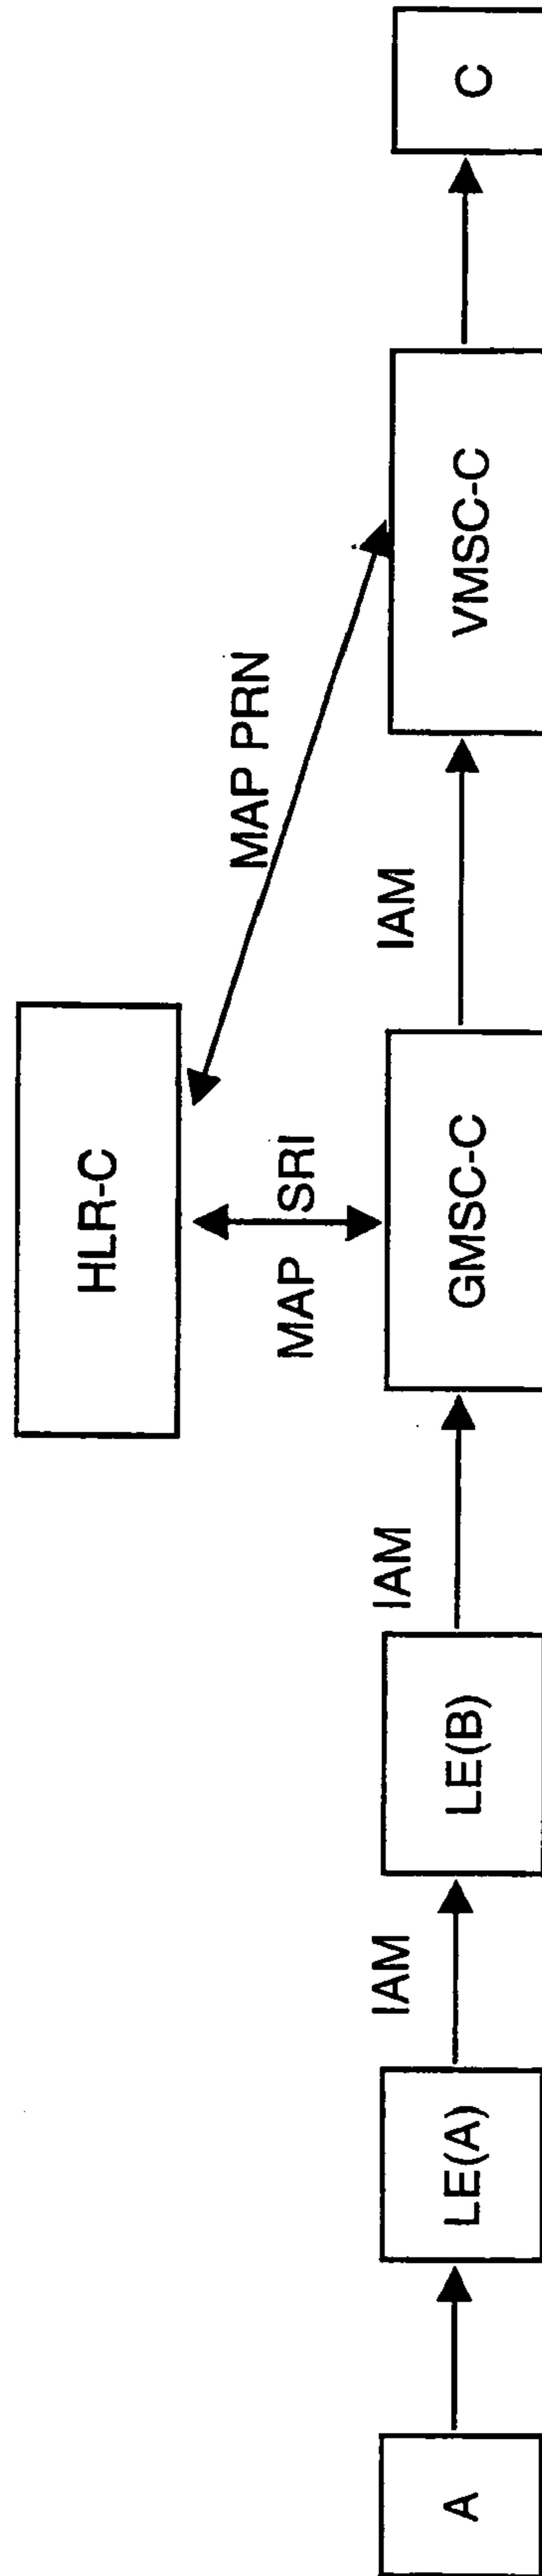 HLR-C
MAP SRI
MAP PRN
A
LE(A)
IAM
LE(B)
IAM
GMSC-C
IAM
VMSC-C
C